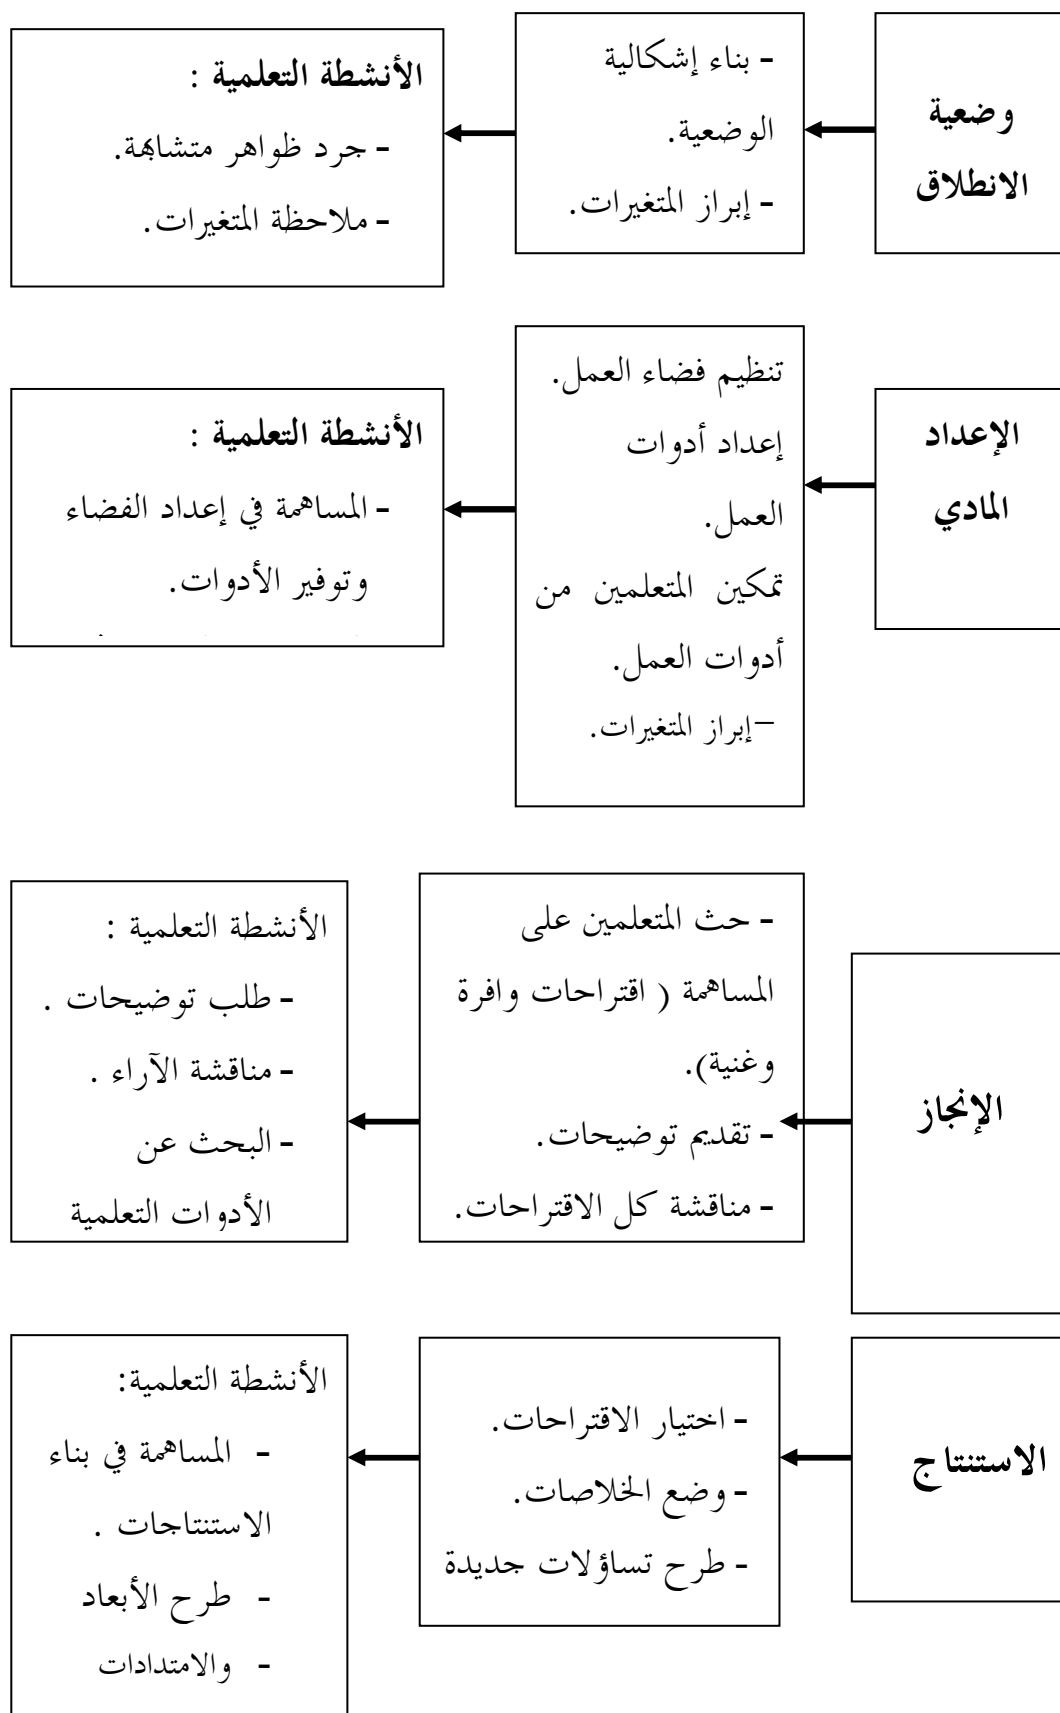 وضعية
الانطلاق
- بناء إشكالية
الوضعية.
- إبراز المتغيرات.
الأنشطة التعلمية :
- جرد ظواهر متشابهة.
- ملاحظة المتغيرات.
الإعداد
المادي
تنظيم فضاء العمل.
إعداد أدوات
العمل.
تمكين المتعلمين من
أدوات العمل.
–إبراز المتغيرات.
الأنشطة التعلمية :
- المساهمة في إعداد الفضاء
وتوفير الأدوات.
الإنجاز
- حث المتعلمين على
المساهمة ( اقتراحات وافرة
وغنية).
- تقديم توضيحات.
- مناقشة كل الاقتراحات.
الأنشطة التعلمية :
- طلب توضيحات .
- مناقشة الآراء .
- البحث عن
الأدوات التعلمية
الاستنتاج
- اختيار الاقتراحات.
- وضع الخلاصات.
- طرح تساؤلات جديدة
الأنشطة التعلمية:
- المساهمة في بناء
الاستنتاجات .
- طرح الأبعاد
- والامتدادات